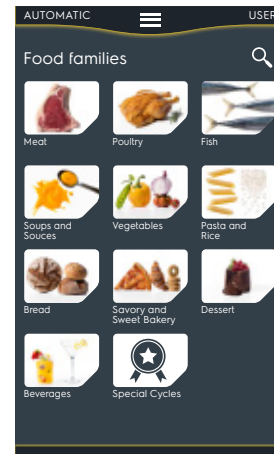 AUTOMATIC USER
Food families
Meat Poultry Fish
Soups and Souces Vegetables Pasta and Rice
Bread Savory and Sweet Bakery Dessert
Beverages Special Cycles